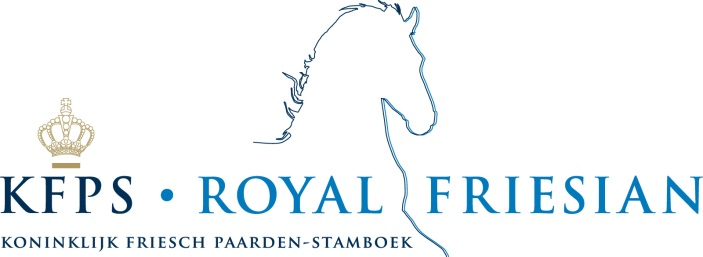 KFPS • ROYAL FRIESIAN
KONINKLIJK FRIESCH PAARDEN-STAMBOEK